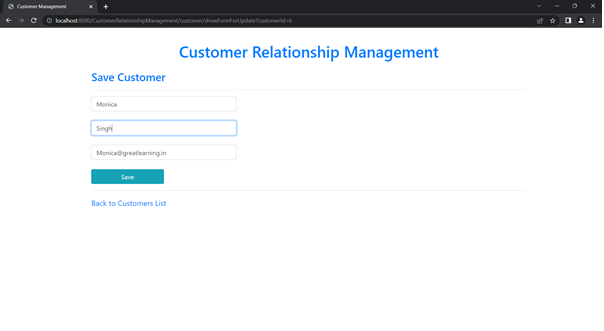 Customer Management
localhost:8080/CustomerRelationshipManagement/customer/showFormForUpdate?customerId=6
Customer Relationship Management
Save Customer
Monica
Singh
Monica@greatlearning.in
Save
Back to Customers List